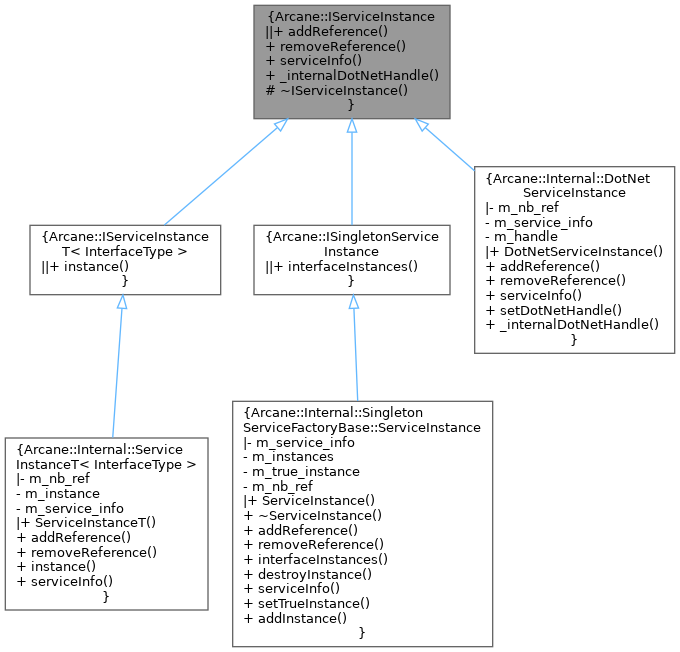 {Arcane::IServiceInstance
||+ addReference()
+ removeReference()
+ serviceInfo()
+ _internalDotNetHandle()
# ~IServiceInstance()
}
{Arcane::IServiceInstance
T< InterfaceType >
||+ instance()
}
{Arcane::ISingletonService
Instance
||+ interfaceInstances()
}
{Arcane::Internal::DotNet
ServiceInstance
|- m_nb_ref
- m_service_info
- m_handle
|+ DotNetServiceInstance()
+ addReference()
+ removeReference()
+ serviceInfo()
+ setDotNetHandle()
+ _internalDotNetHandle()
}
{Arcane::Internal::Service
InstanceT< InterfaceType >
|- m_nb_ref
- m_instance
- m_service_info
|+ ServiceInstanceT()
+ addReference()
+ removeReference()
+ instance()
+ serviceInfo()
}
{Arcane::Internal::Singleton
ServiceFactoryBase::ServiceInstance
|- m_service_info
- m_instances
- m_true_instance
- m_nb_ref
|+ ServiceInstance()
+ ~ServiceInstance()
+ addReference()
+ removeReference()
+ interfaceInstances()
+ destroyInstance()
+ serviceInfo()
+ setTrueInstance()
+ addInstance()
}